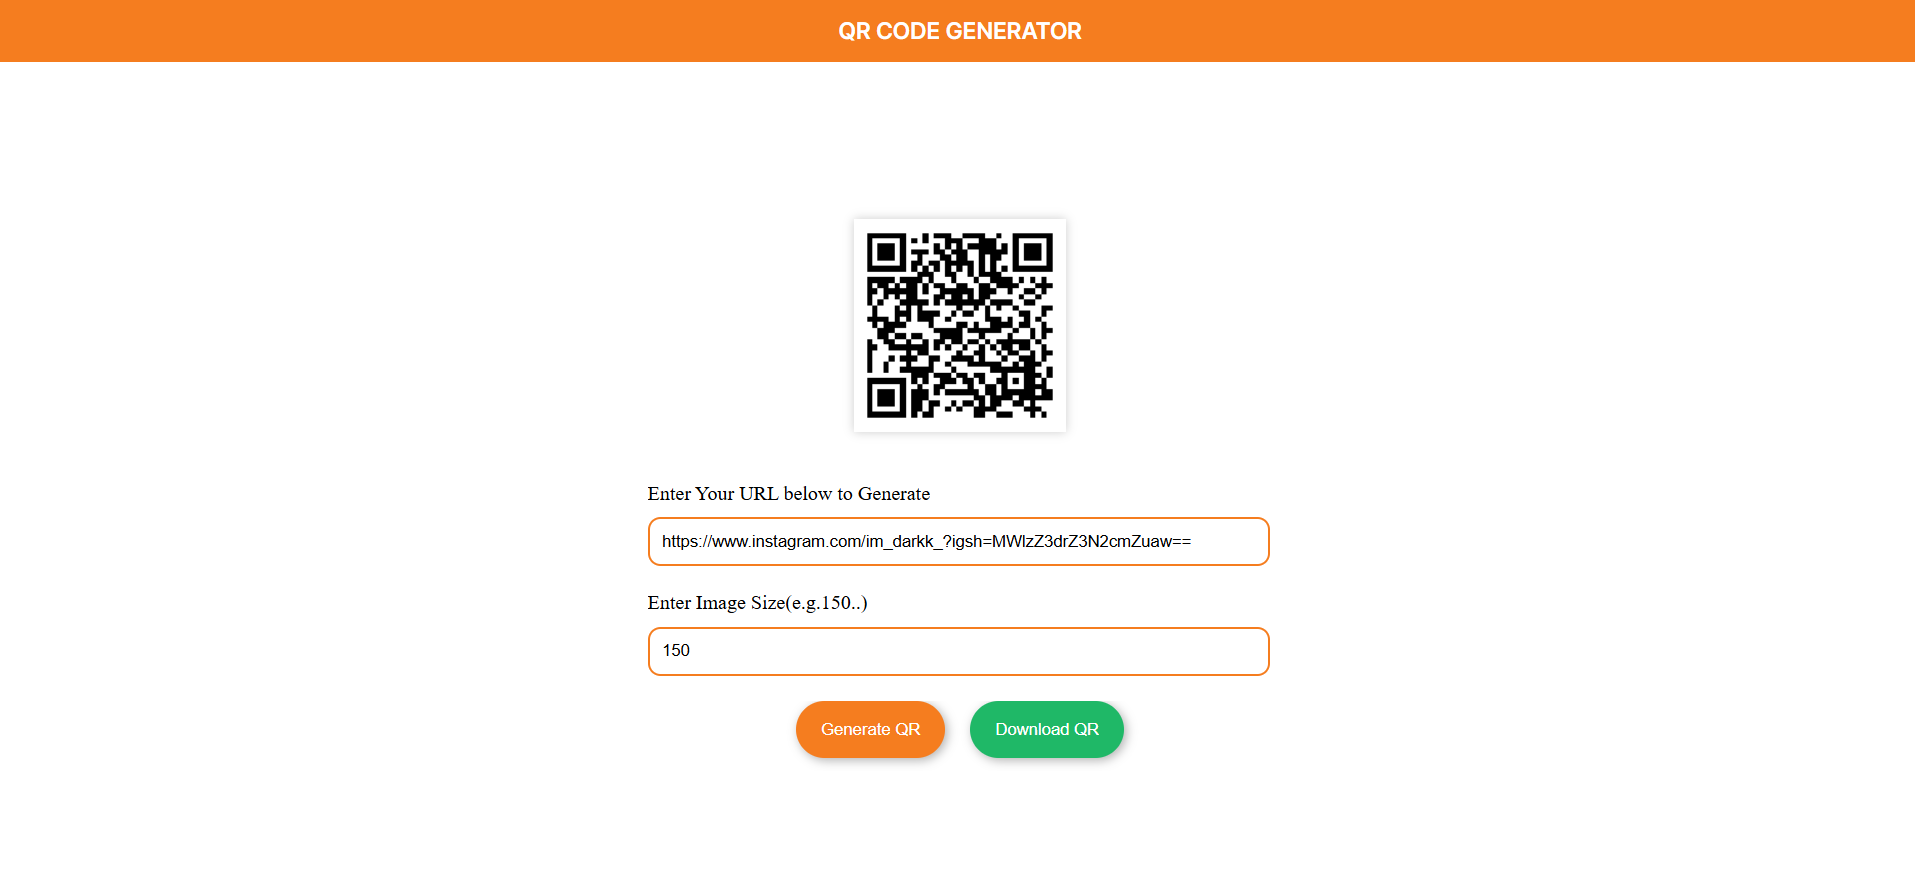 QR CODE GENERATOR
Enter Your URL below to Generate
https://www.instagram.com/im_darkk_?igsh=MWlzZ3drZ3N2cmZuaw==
Enter Image Size(e.g.150..)
150
Generate QR
Download QR